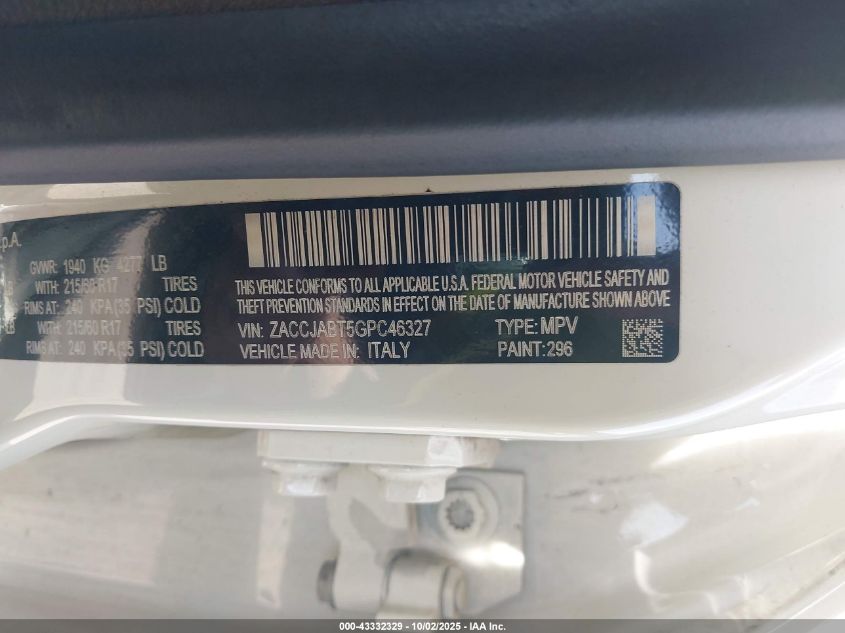 p.A.
GVWR: 1940 KG 4277 LB
LB WITH: 215/60 R17 TIRES
RIMS AT: 240 KPA (35 PSI) COLD
LB WITH: 215/60 R17 TIRES
RIMS AT: 240 KPA (35 PSI) COLD
THIS VEHICLE CONFORMS TO ALL APPLICABLE U.S.A. FEDERAL MOTOR VEHICLE SAFETY AND
THEFT PREVENTION STANDARDS IN EFFECT ON THE DATE OF MANUFACTURE SHOWN ABOVE
VIN: ZACCJABT5GPC46327 TYPE: MPV
VEHICLE MADE IN: ITALY PAINT: 296
000-43332329 - 10/02/2025 - IAA Inc.